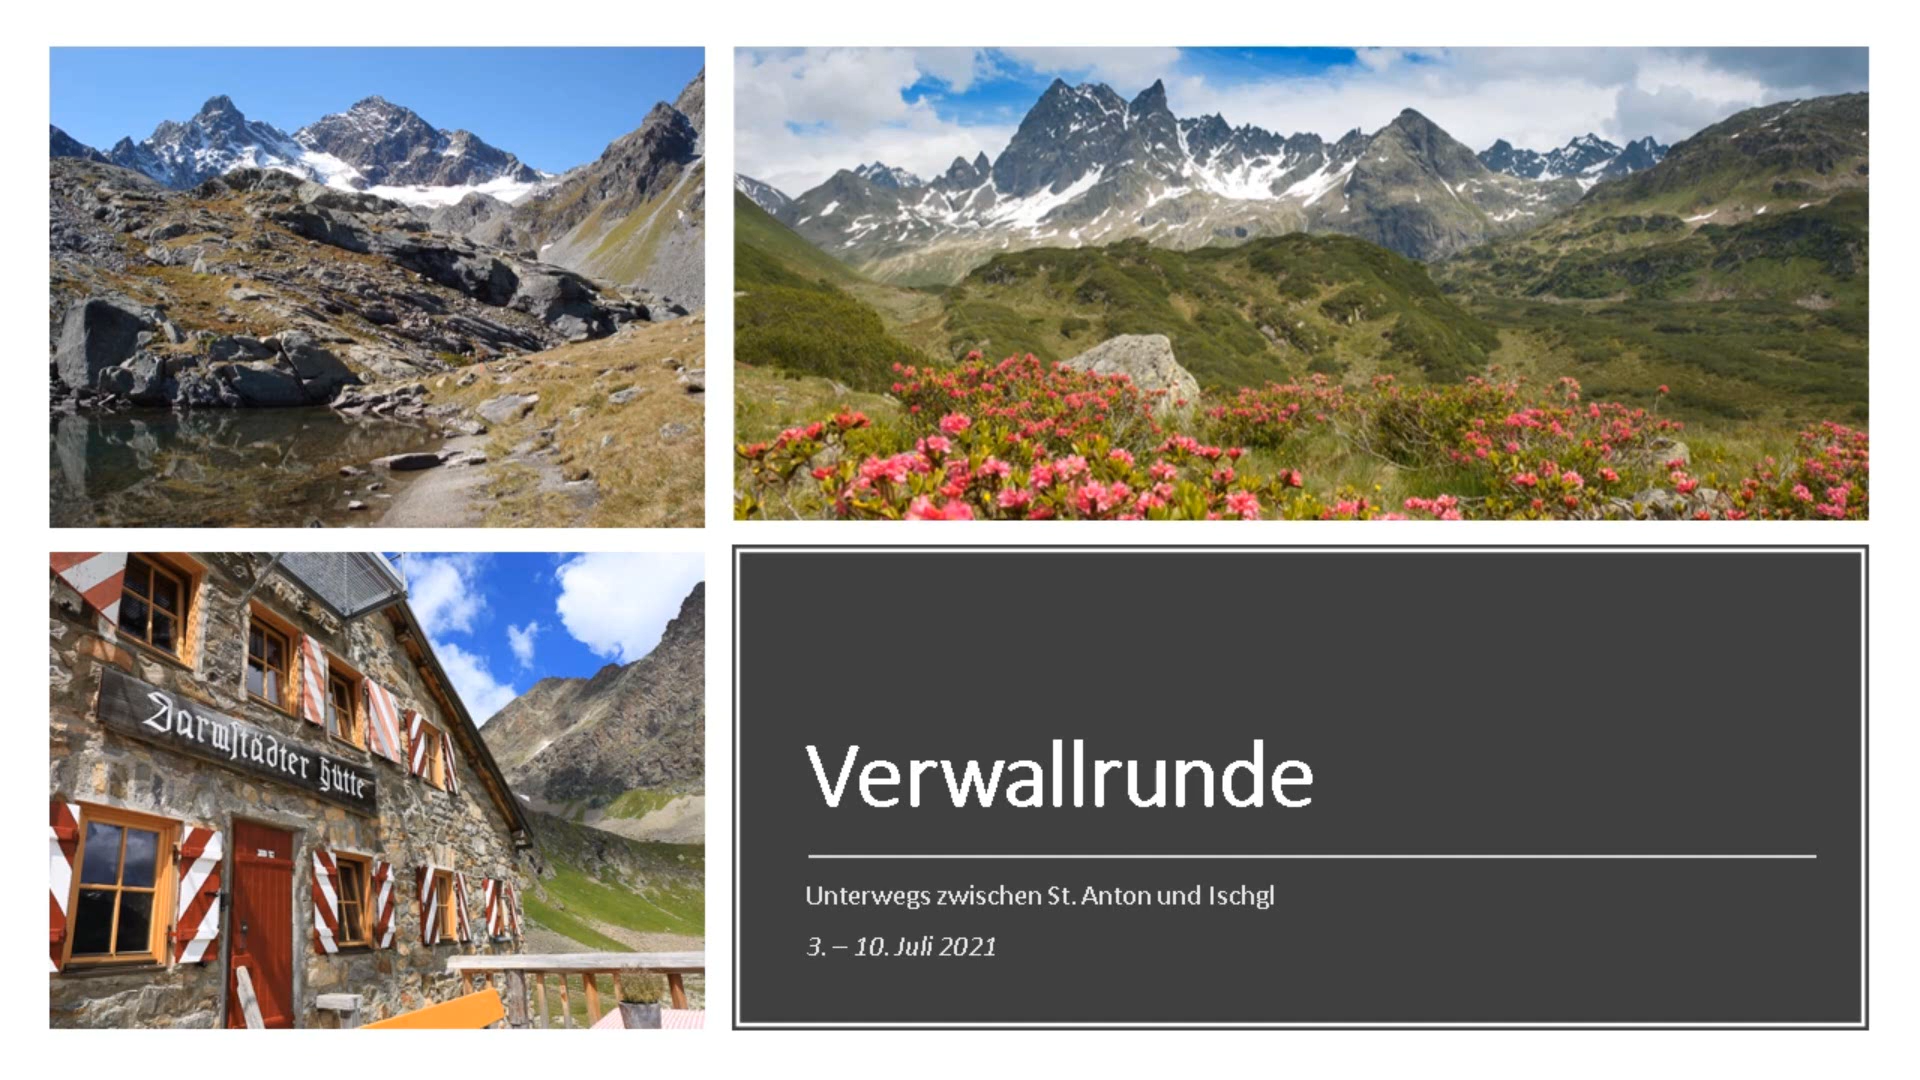 Darmstädter Hütte
Verwallrunde
Unterwegs zwischen St. Anton und Ischgl
3. – 10. Juli 2021